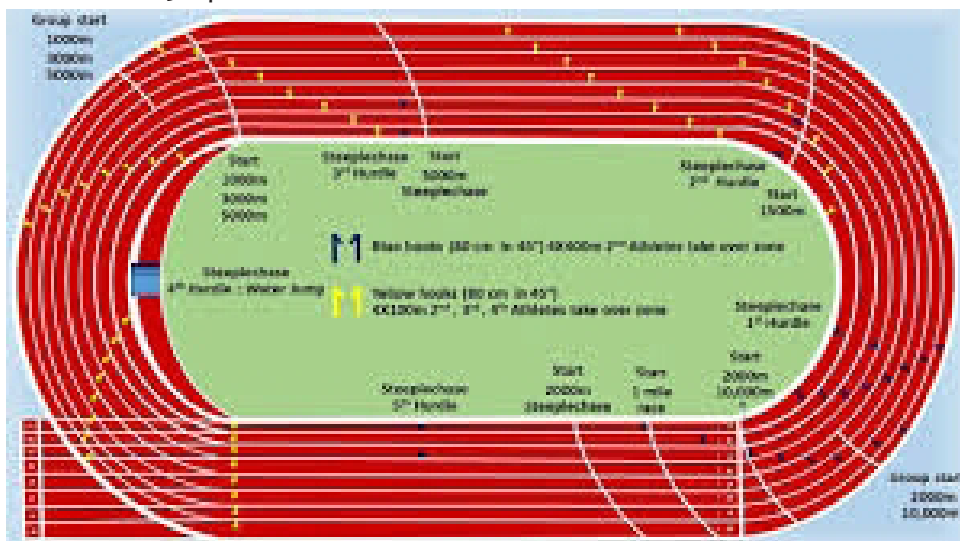 Group start
1000m
3000m
5000m
Start
2000m
3000m
5000m
Steeplechase
3rd Hurdle
Start
5000m
Steeplechase
Steeplechase
2nd Hurdle
Start
1500m
Blue hooks (80 cm in 45°) 4X400m 2nd Athletes take over zone
Steeplechase
4th Hurdle - Water Jump
Yellow hooks (80 cm in 45°)
4X100m 2nd, 3rd, 4th Athletes take over zone
Steeplechase
1st Hurdle
Steeplechase
5th Hurdle
Start
2000m
Steeplechase
Start
1 mile
race
Start
2000m
10,000m
Group start
2000m
10,000m